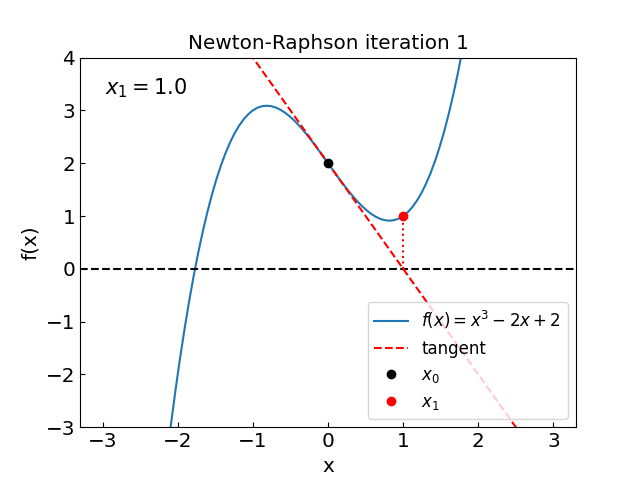 Newton-Raphson iteration 1
x₁ = 1.0
4
3
2
1
0
−1
−2
−3
f(x)
f(x) = x³ − 2x + 2
tangent
x₀
x₁
−3 −2 −1 0 1 2 3
x